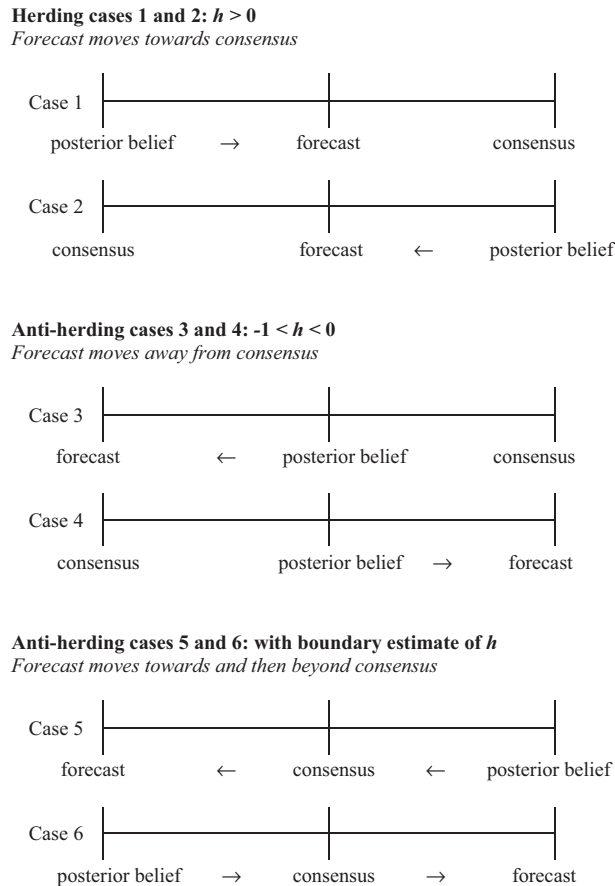 Herding cases 1 and 2: h > 0
Forecast moves towards consensus
Case 1
posterior belief → forecast consensus
Case 2
consensus forecast ← posterior belief
Anti-herding cases 3 and 4: -1 < h < 0
Forecast moves away from consensus
Case 3
forecast ← posterior belief consensus
Case 4
consensus posterior belief → forecast
Anti-herding cases 5 and 6: with boundary estimate of h
Forecast moves towards and then beyond consensus
Case 5
forecast ← consensus ← posterior belief
Case 6
posterior belief → consensus → forecast